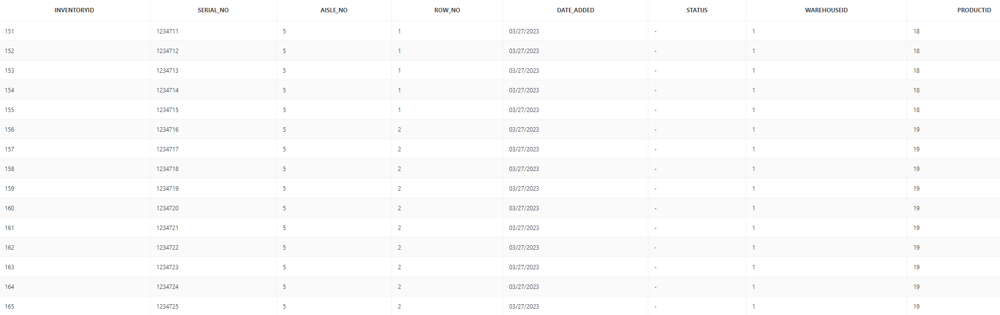 INVENTORYID SERIAL_NO AISLE_NO ROW_NO DATE_ADDED STATUS WAREHOUSEID PRODUCTID
151 1234711 5 1 03/27/2023 - 1 18
152 1234712 5 1 03/27/2023 - 1 18
153 1234713 5 1 03/27/2023 - 1 18
154 1234714 5 1 03/27/2023 - 1 18
155 1234715 5 1 03/27/2023 - 1 18
156 1234716 5 2 03/27/2023 - 1 19
157 1234717 5 2 03/27/2023 - 1 19
158 1234718 5 2 03/27/2023 - 1 19
159 1234719 5 2 03/27/2023 - 1 19
160 1234720 5 2 03/27/2023 - 1 19
161 1234721 5 2 03/27/2023 - 1 19
162 1234722 5 2 03/27/2023 - 1 19
163 1234723 5 2 03/27/2023 - 1 19
164 1234724 5 2 03/27/2023 - 1 19
165 1234725 5 2 03/27/2023 - 1 19